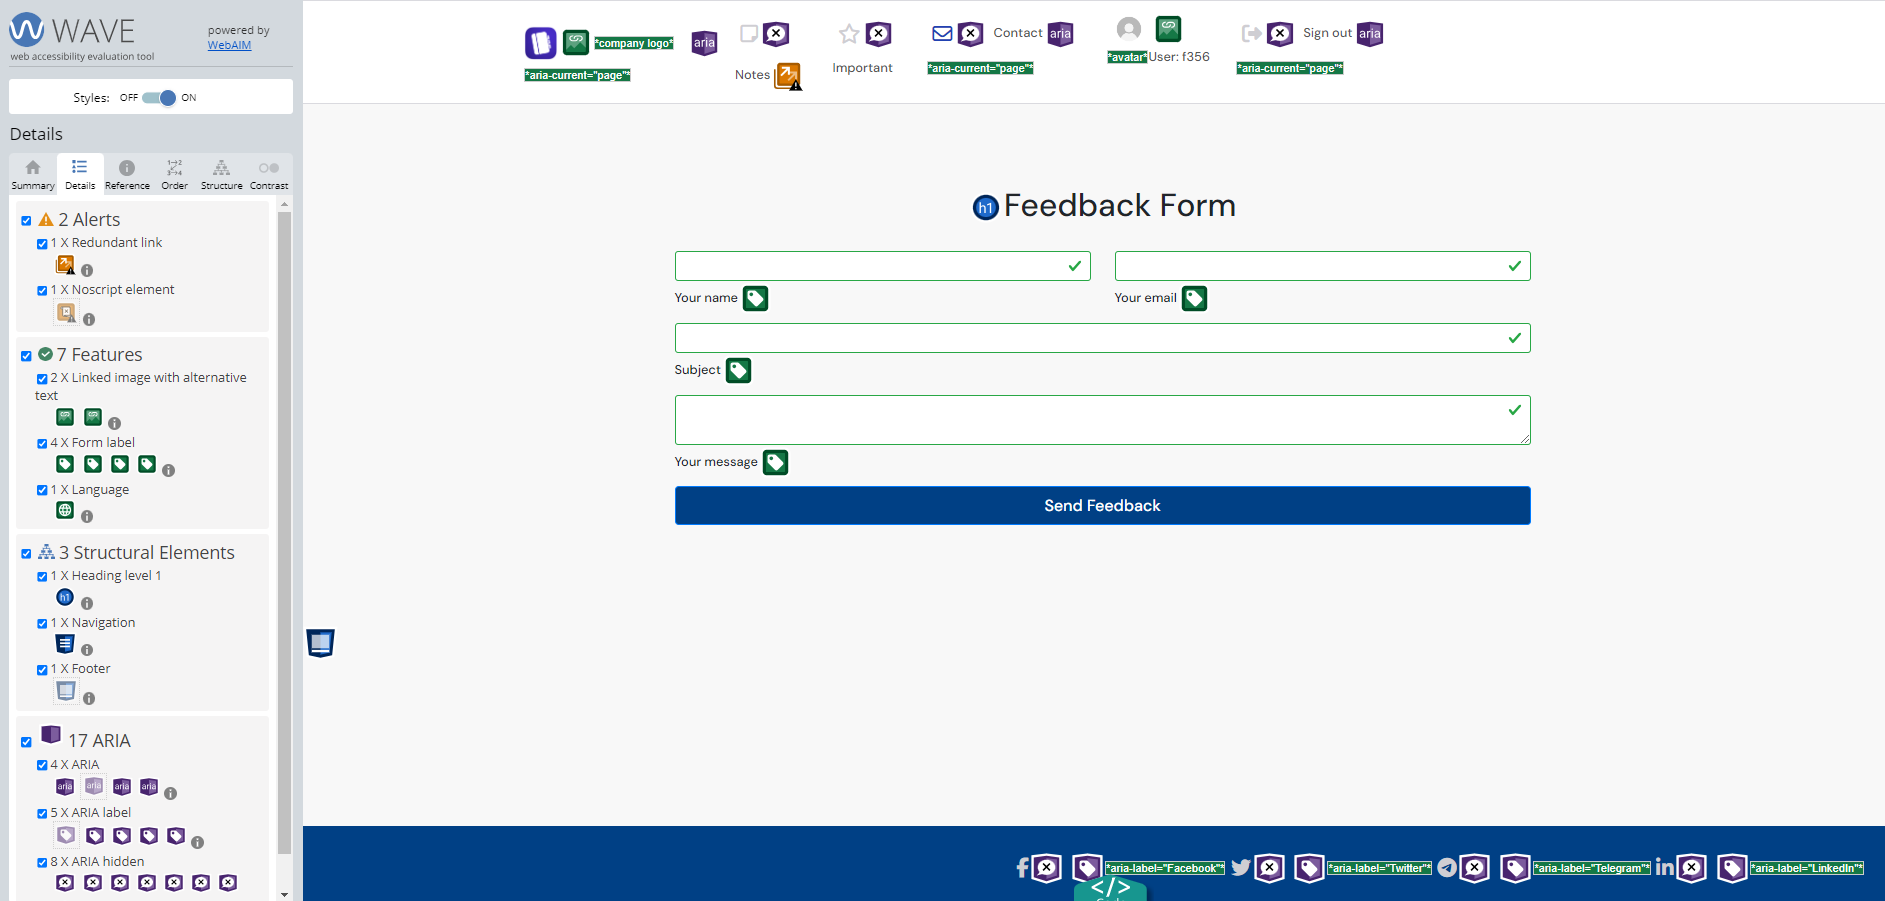 WAVE
web accessibility evaluation tool
powered by
WebAIM
Styles: OFF ON
Details
Summary Details Reference Order Structure Contrast
2 Alerts
1 X Redundant link
1 X Noscript element
7 Features
2 X Linked image with alternative
text
4 X Form label
1 X Language
3 Structural Elements
1 X Heading level 1
h1
1 X Navigation
1 X Footer
17 ARIA
4 X ARIA
aria aria aria aria
5 X ARIA label
8 X ARIA hidden
*company logo*
*aria-current="page"*
aria
Notes
Important
Contact aria
*aria-current="page"*
*avatar* User: f356
Sign out aria
*aria-current="page"*
h1 Feedback Form
Your name
Your email
Subject
Your message
Send Feedback
*aria-label="Facebook"* *aria-label="Twitter"* *aria-label="Telegram"* *aria-label="LinkedIn"*
</>